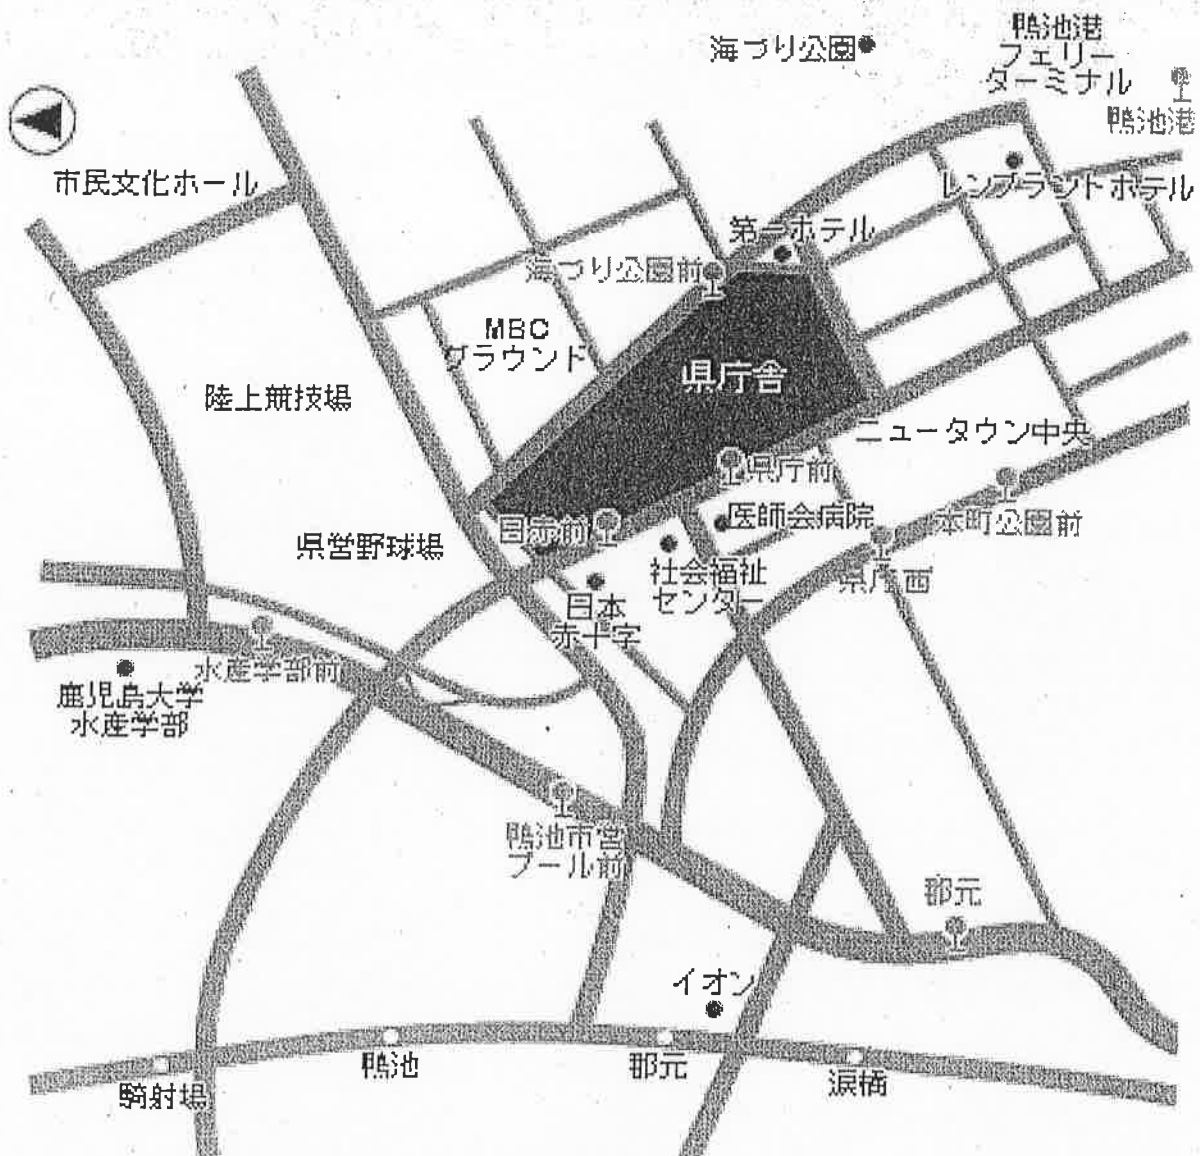 海づり公園
鴨池港
フェリー
ターミナル
鴨池港
市民文化ホール
レンブラントホテル
第一ホテル
海づり公園前
MBC
グラウンド
県庁舎
陸上競技場
ニュータウン中央
県庁前
医師会病院
本町公園前
日赤前
県営野球場
社会福祉
センター
県庁西
日本
赤十字
水産学部前
鹿児島大学
水産学部
鴨池市営
プール前
郡元
イオン
騎射場
鴨池
郡元
涙橋